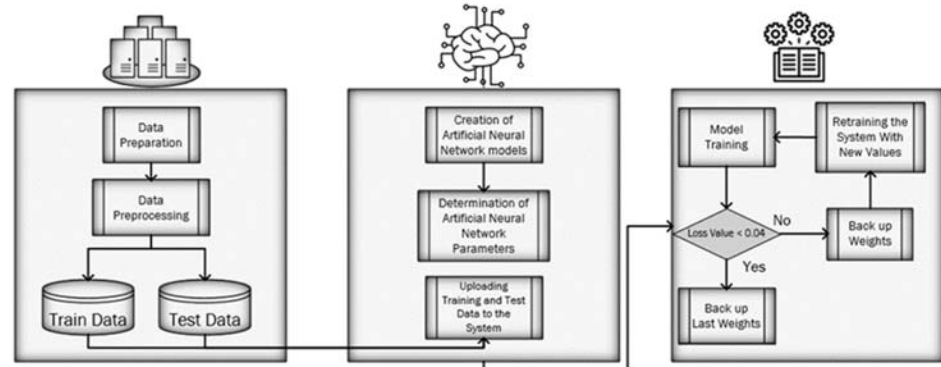 Data
Preparation
Data
Preprocessing
Train Data
Test Data
Creation of
Artificial Neural
Network models
Determination of
Artificial Neural
Network
Parameters
Uploading
Training and Test
Data to the
System
Model
Training
Retraining the
System With
New Values
Loss Value < 0.04
No
Back up
Weights
Yes
Back up
Last Weights